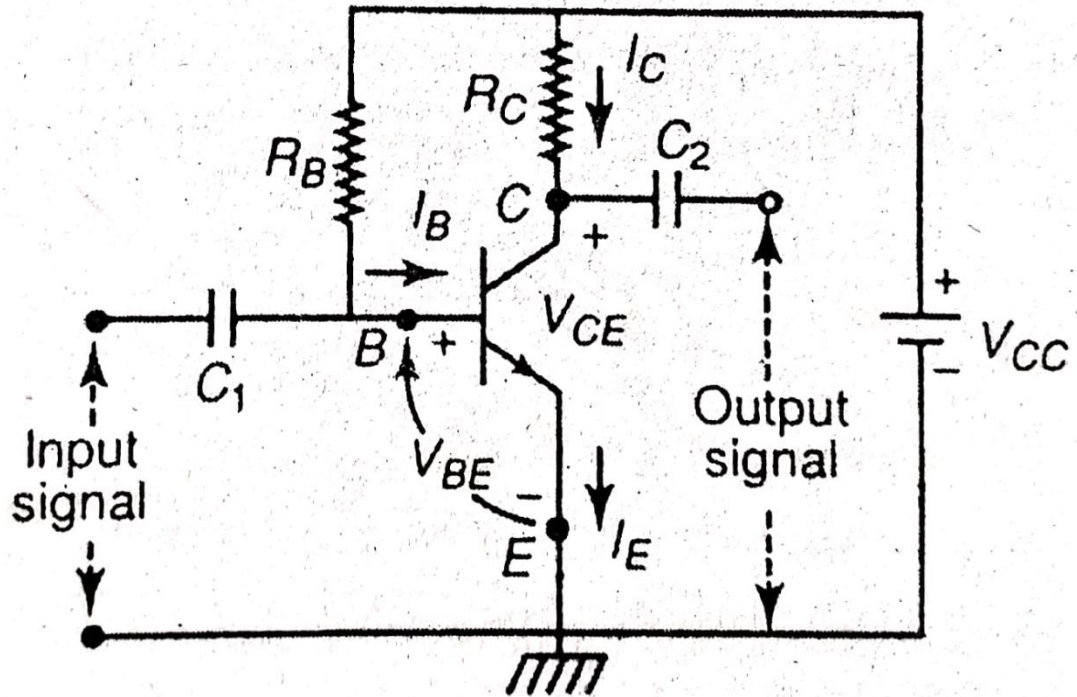 I_C
R_C
C_2
R_B
C
I_B
+
+
V_CE
V_CC
B
+
−
C_1
Output
signal
Input
signal
V_BE
−
E
I_E